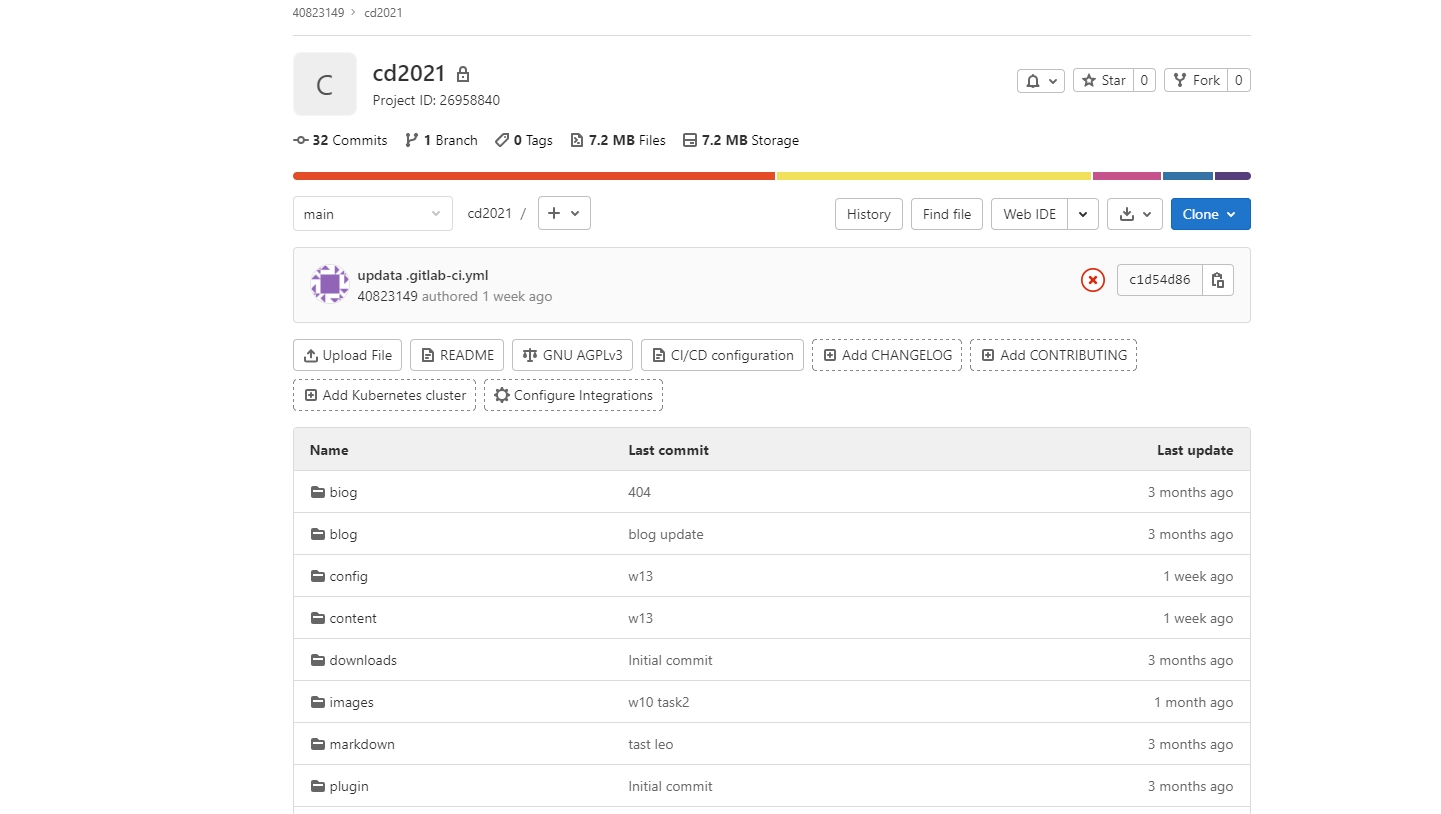 40823149 > cd2021
C
cd2021
Project ID: 26958840
Star 0 Fork 0
32 Commits 1 Branch 0 Tags 7.2 MB Files 7.2 MB Storage
main cd2021 / + History Find file Web IDE Clone
updata .gitlab-ci.yml
40823149 authored 1 week ago
c1d54d86
Upload File README GNU AGPLv3 CI/CD configuration Add CHANGELOG Add CONTRIBUTING
Add Kubernetes cluster Configure Integrations
Name Last commit Last update
biog 404 3 months ago
blog blog update 3 months ago
config w13 1 week ago
content w13 1 week ago
downloads Initial commit 3 months ago
images w10 task2 1 month ago
markdown tast leo 3 months ago
plugin Initial commit 3 months ago